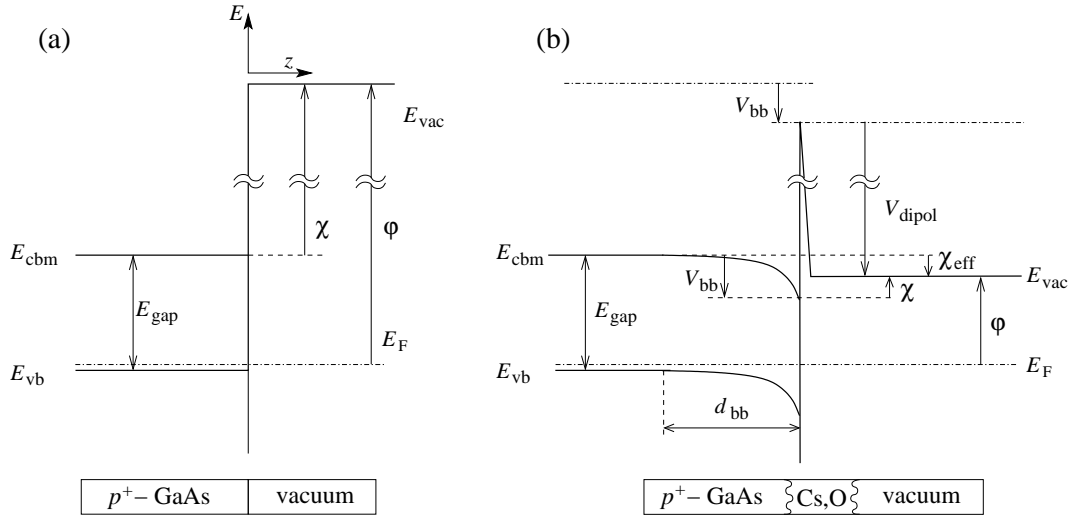 (a)
E
z
E_vac
χ
φ
E_cbm
E_gap
E_F
E_vb
p⁺– GaAs
vacuum
(b)
V_bb
V_dipol
E_cbm
V_bb
χ_eff
E_vac
χ
E_gap
φ
E_vb
E_F
d_bb
p⁺– GaAs
Cs,O
vacuum